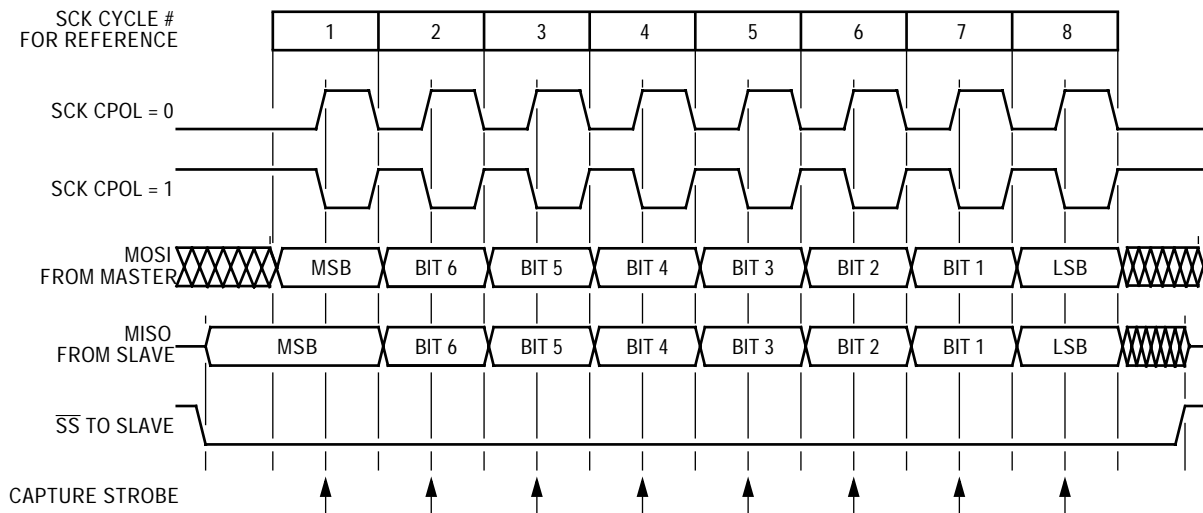 SCK CYCLE #
FOR REFERENCE
1 2 3 4 5 6 7 8
SCK CPOL = 0
SCK CPOL = 1
MOSI
FROM MASTER
MSB BIT 6 BIT 5 BIT 4 BIT 3 BIT 2 BIT 1 LSB
MISO
FROM SLAVE
MSB BIT 6 BIT 5 BIT 4 BIT 3 BIT 2 BIT 1 LSB
S̅S̅ TO SLAVE
CAPTURE STROBE